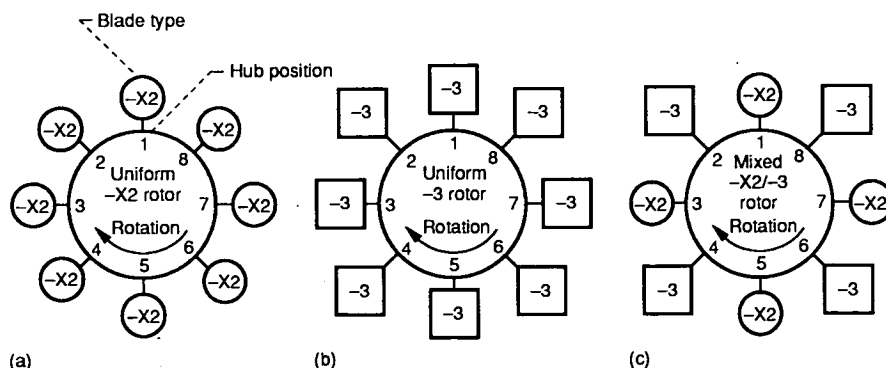 Blade type
Hub position
–X2
–X2
–X2
–X2
–X2
–X2
–X2
–X2
1
2
3
4
5
6
7
8
Uniform
–X2 rotor
Rotation
(a)
–3
–3
–3
–3
–3
–3
–3
–3
1
2
3
4
5
6
7
8
Uniform
–3 rotor
Rotation
(b)
–X2
–3
–3
–X2
–X2
–3
–3
–X2
1
2
3
4
5
6
7
8
Mixed
–X2/–3
rotor
Rotation
(c)